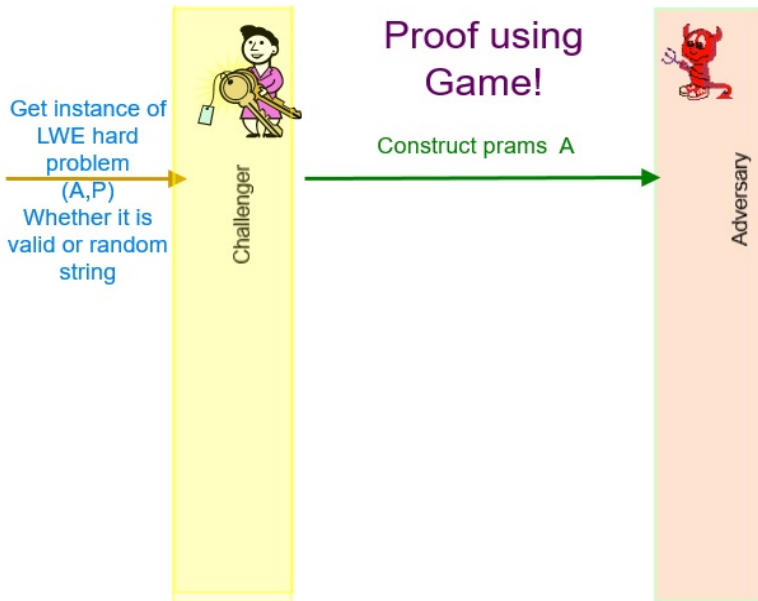 Proof using
Game!
Get instance of
LWE hard
problem
(A,P)
Whether it is
valid or random
string
Challenger
Construct prams A
Adversary